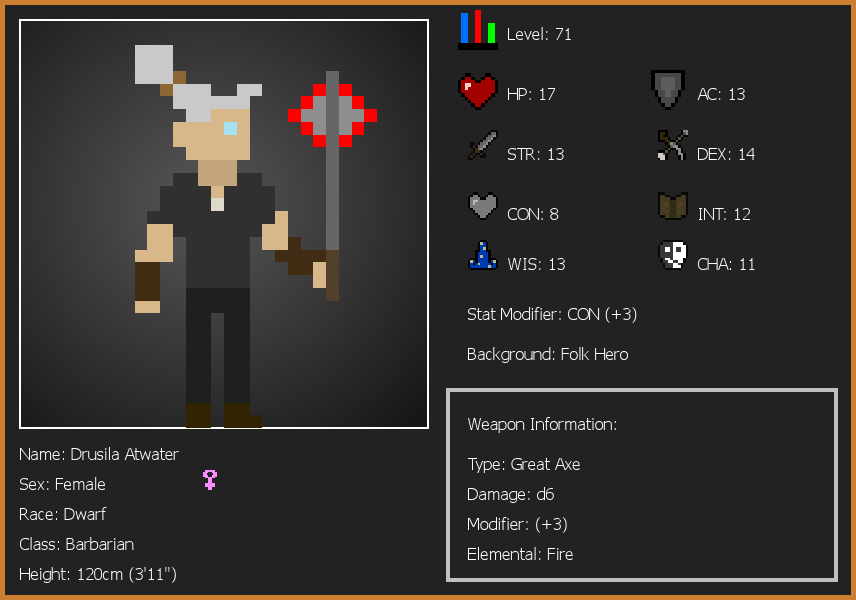 Level: 71
HP: 17
AC: 13
STR: 13
DEX: 14
CON: 8
INT: 12
WIS: 13
CHA: 11
Stat Modifier: CON (+3)
Background: Folk Hero
Weapon Information:
Type: Great Axe
Damage: d6
Modifier: (+3)
Elemental: Fire
Name: Drusila Atwater
Sex: Female
Race: Dwarf
Class: Barbarian
Height: 120cm (3'11")